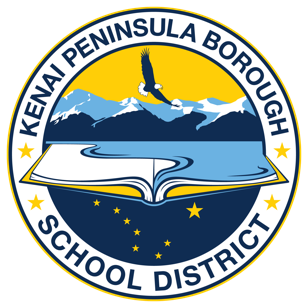 KENAI PENINSULA BOROUGH
SCHOOL DISTRICT